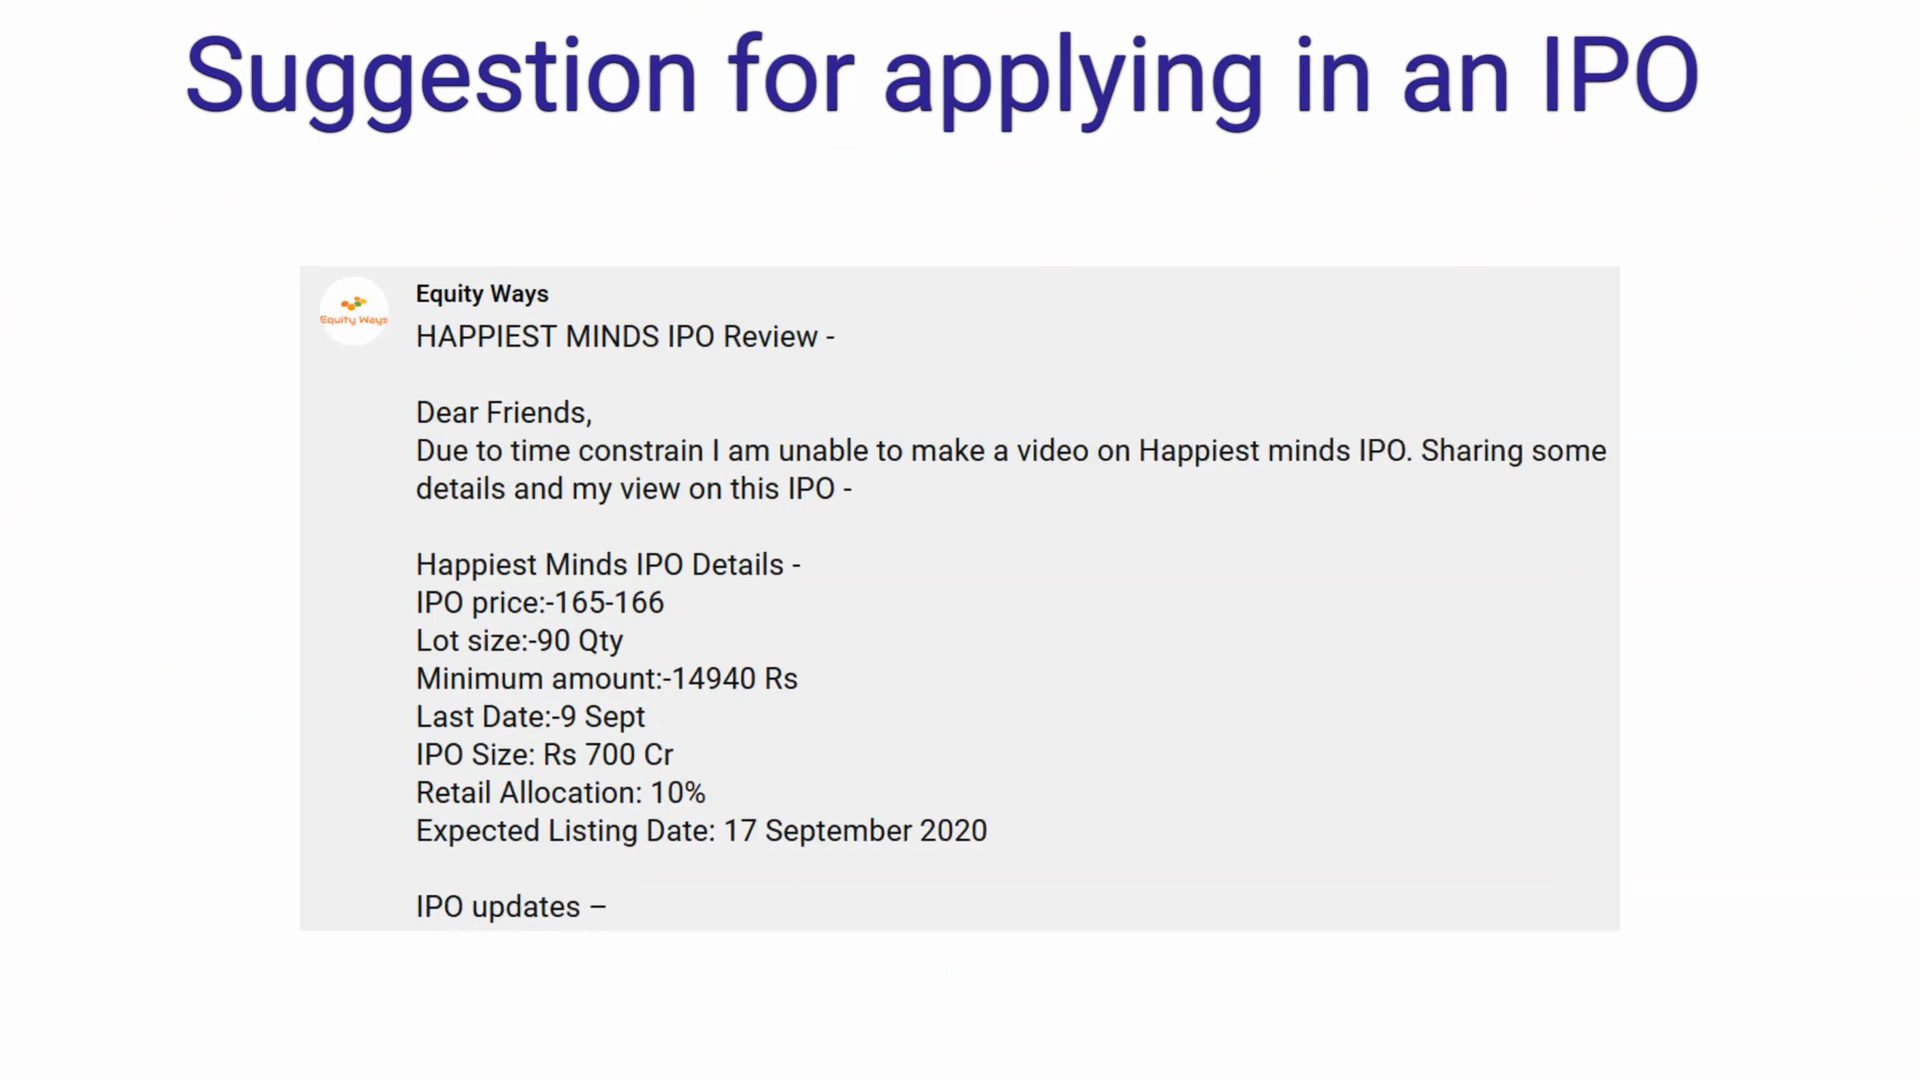 Suggestion for applying in an IPO
Equity Ways
Equity Ways
HAPPIEST MINDS IPO Review -
Dear Friends,
Due to time constrain I am unable to make a video on Happiest minds IPO. Sharing some
details and my view on this IPO -
Happiest Minds IPO Details -
IPO price:-165-166
Lot size:-90 Qty
Minimum amount:-14940 Rs
Last Date:-9 Sept
IPO Size: Rs 700 Cr
Retail Allocation: 10%
Expected Listing Date: 17 September 2020
IPO updates –